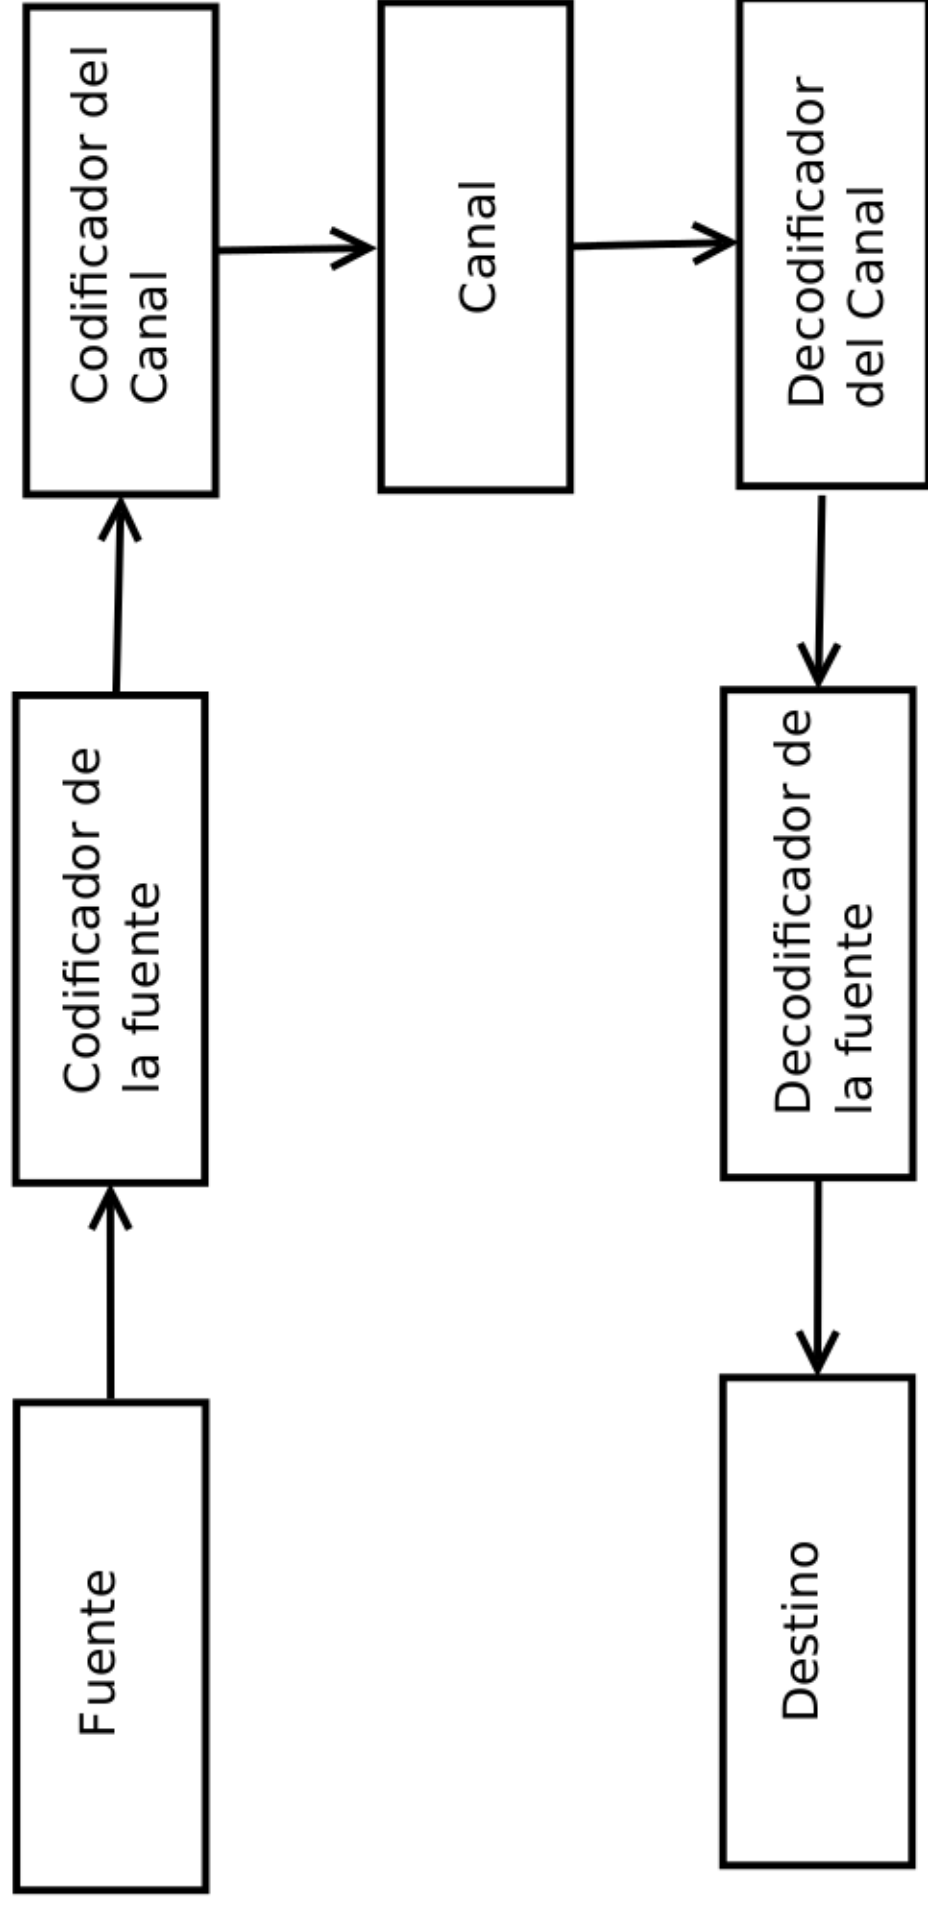 Fuente
Codificador de
la fuente
Codificador del
Canal
Canal
Decodificador
del Canal
Decodificador de
la fuente
Destino